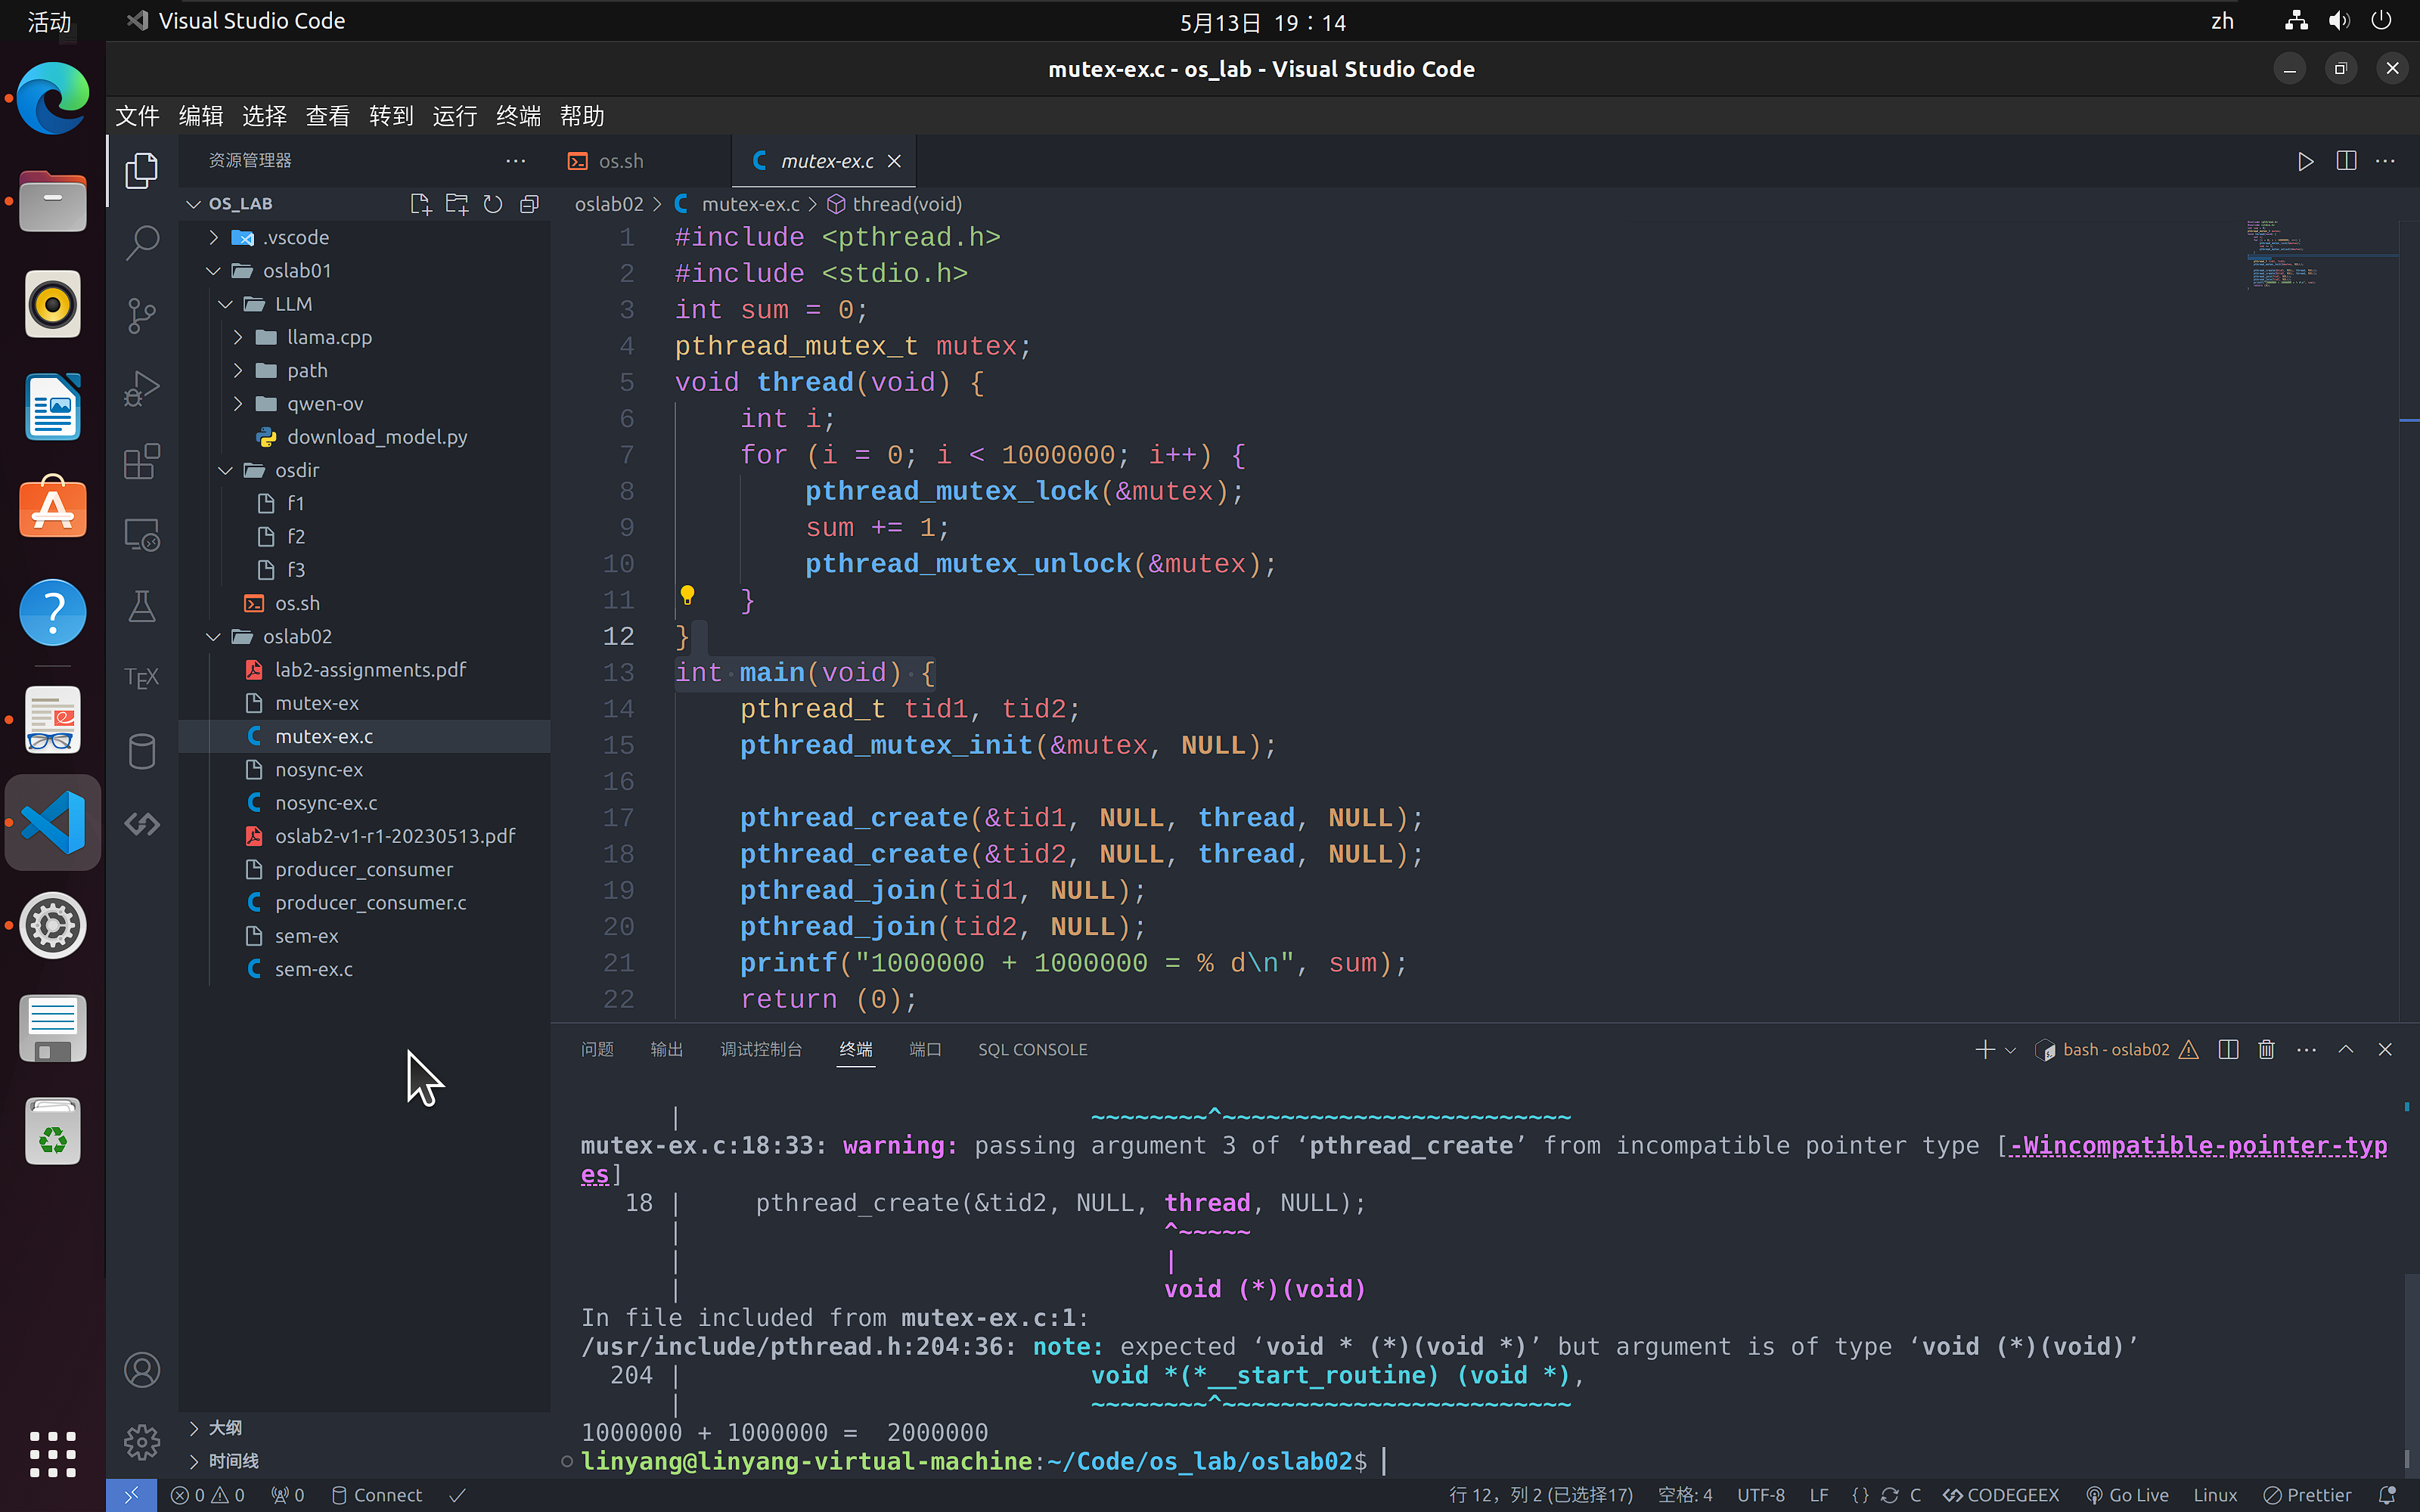 活动
Visual Studio Code
5月13日 19：14
zh
mutex-ex.c - os_lab - Visual Studio Code
文件 编辑 选择 查看 转到 运行 终端 帮助
资源管理器
OS_LAB
.vscode
oslab01
LLM
llama.cpp
path
qwen-ov
download_model.py
osdir
f1
f2
f3
os.sh
oslab02
lab2-assignments.pdf
mutex-ex
mutex-ex.c
nosync-ex
nosync-ex.c
oslab2-v1-r1-20230513.pdf
producer_consumer
producer_consumer.c
sem-ex
sem-ex.c
大纲
时间线
os.sh
mutex-ex.c
oslab02 > mutex-ex.c > thread(void)
1 #include <pthread.h>
2 #include <stdio.h>
3 int sum = 0;
4 pthread_mutex_t mutex;
5 void thread(void) {
6 int i;
7 for (i = 0; i < 1000000; i++) {
8 pthread_mutex_lock(&mutex);
9 sum += 1;
10 pthread_mutex_unlock(&mutex);
11 }
12 }
13 int main(void) {
14 pthread_t tid1, tid2;
15 pthread_mutex_init(&mutex, NULL);
16
17 pthread_create(&tid1, NULL, thread, NULL);
18 pthread_create(&tid2, NULL, thread, NULL);
19 pthread_join(tid1, NULL);
20 pthread_join(tid2, NULL);
21 printf("1000000 + 1000000 = % d\n", sum);
22 return (0);
问题 输出 调试控制台 终端 端口 SQL CONSOLE
bash - oslab02
| ~~~~~~~~^~~~~~~~~~~~~~~~~~~~~~~~~
mutex-ex.c:18:33: warning: passing argument 3 of ‘pthread_create’ from incompatible pointer type [-Wincompatible-pointer-typ
es]
18 | pthread_create(&tid2, NULL, thread, NULL);
| ^~~~~~
| |
| void (*)(void)
In file included from mutex-ex.c:1:
/usr/include/pthread.h:204:36: note: expected ‘void * (*)(void *)’ but argument is of type ‘void (*)(void)’
204 | void *(*__start_routine) (void *),
| ~~~~~~~~^~~~~~~~~~~~~~~~~~~~~~~~~
1000000 + 1000000 =  2000000
linyang@linyang-virtual-machine:~/Code/os_lab/oslab02$
TEX
0 0 0 Connect
行 12，列 2 (已选择17) 空格: 4 UTF-8 LF {} C CODEGEEX Go Live Linux Prettier